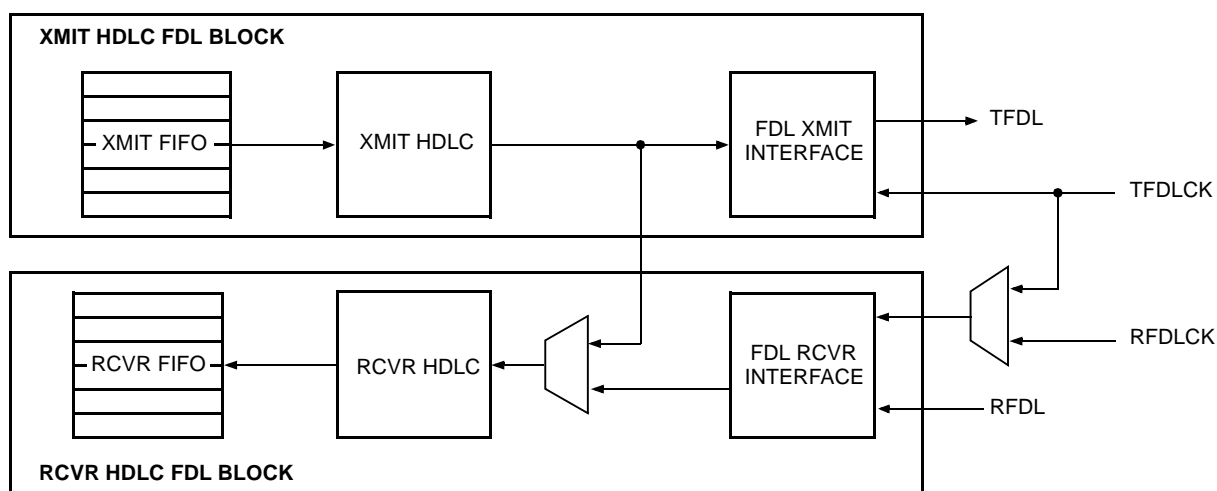 XMIT HDLC FDL BLOCK
XMIT FIFO
XMIT HDLC
FDL XMIT
INTERFACE
TFDL
TFDLCK
RFDLCK
RCVR FIFO
RCVR HDLC
FDL RCVR
INTERFACE
RFDL
RCVR HDLC FDL BLOCK